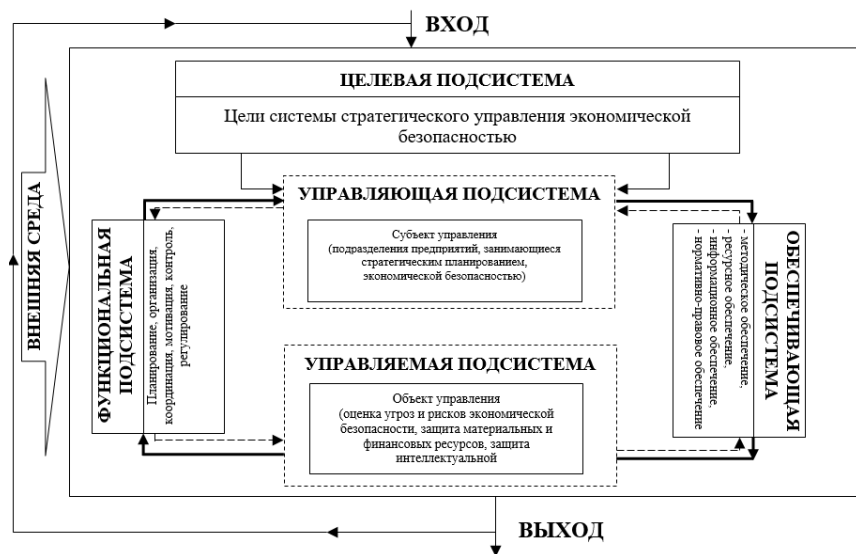 ВХОД
ЦЕЛЕВАЯ ПОДСИСТЕМА
Цели системы стратегического управления экономической
безопасностью
ВНЕШНЯЯ СРЕДА
ФУНКЦИОНАЛЬНАЯ
ПОДСИСТЕМА
Планирование, организация,
координация, мотивация, контроль,
регулирование
УПРАВЛЯЮЩАЯ ПОДСИСТЕМА
Субъект управления
(подразделения предприятий, занимающиеся
стратегическим планированием,
экономической безопасностью)
УПРАВЛЯЕМАЯ ПОДСИСТЕМА
Объект управления
(оценка угроз и рисков экономической
безопасности, защита материальных и
финансовых ресурсов, защита
интеллектуальной
ОБЕСПЕЧИВАЮЩАЯ
ПОДСИСТЕМА
- методическое обеспечение,
- ресурсное обеспечение,
- информационное обеспечение,
- нормативно-правовое обеспечение
ВЫХОД